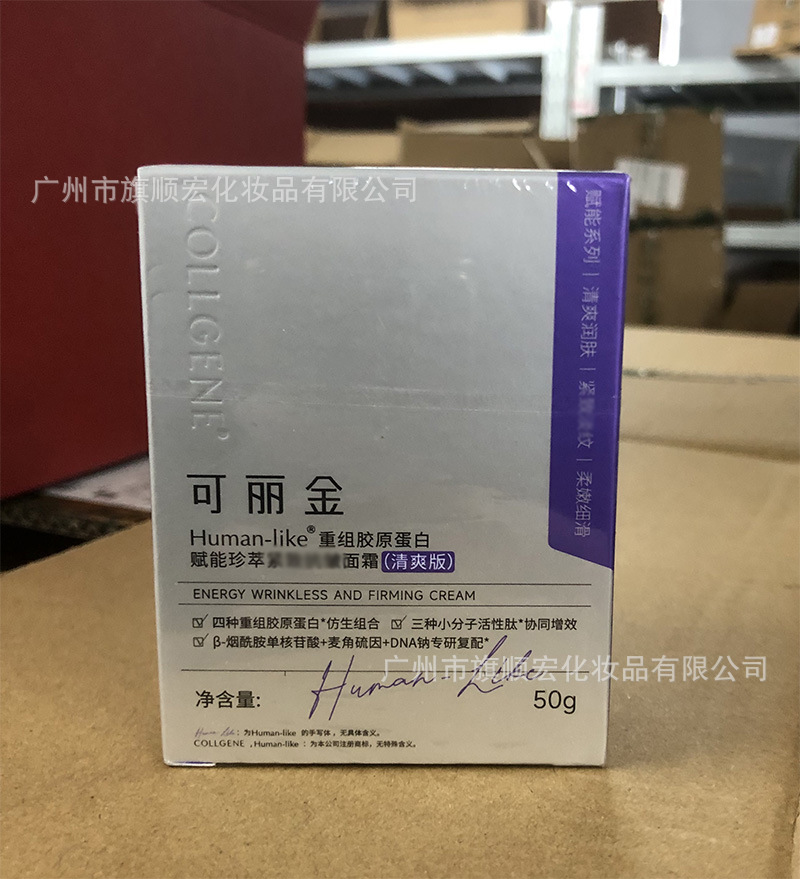 广州市旗顺宏化妆品有限公司
COLLGENE
赋能系列 | 清爽润肤 | 紧纹 | 柔嫩细滑
可丽金
Human-like® 重组胶原蛋白
赋能珍萃面霜(清爽版)
ENERGY WRINKLESS AND FIRMING CREAM
☑ 四种重组胶原蛋白*仿生组合 ☑ 三种小分子活性肽*协同增效
☑ β-烟酰胺单核苷酸+麦角硫因+DNA钠专研复配*
广州市旗顺宏化妆品有限公司
净含量: Human-Like 50g
Human-Like : 为Human-like 的手写体，无具体含义。
COLLGENE , Human-like : 为本公司注册商标，无特殊含义。